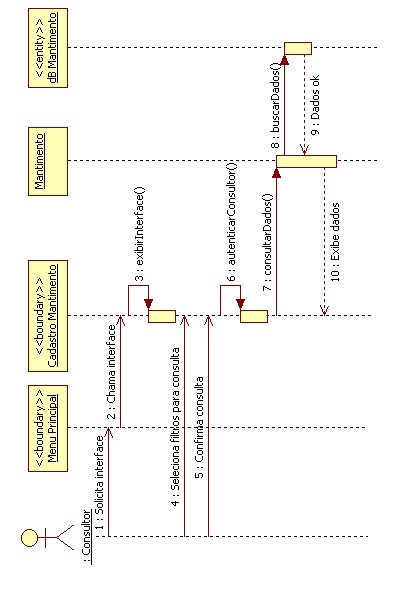 : Consultor
<<boundary>>
Menu Principal
<<boundary>>
Cadastro Mantimento
Mantimento
<<entity>>
dB Mantimento
1 : Solicita interface
2 : Chama interface
3 : exibirInterface()
4 : Seleciona filtrios para consulta
5 : Confirma consulta
6 : autenticarConsultor()
7 : consultarDados()
8 : buscarDados()
9 : Dados ok
10 : Exibe dados